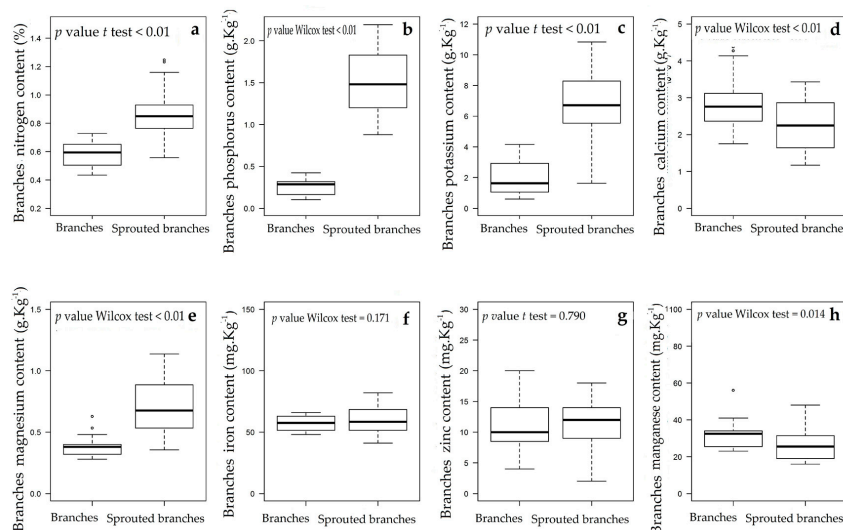 p value t test < 0.01 a
Branches nitrogen content (%)
1.4
1.2
1.0
0.8
0.6
0.4
0.2
Branches Sprouted branches
p value Wilcox test < 0.01 b
Branches phosphorus content (g.Kg-1)
2.0
1.5
1.0
0.5
0.0
Branches Sprouted branches
p value t test < 0.01 c
Branches potassium content (g.Kg-1)
12
10
8
6
4
2
0
Branches Sprouted branches
p value Wilcox test < 0.01 d
Branches calcium content (g.Kg-1)
5
4
3
2
1
0
Branches Sprouted branches
p value Wilcox test < 0.01 e
Branches magnesium content (g.Kg-1)
1.5
1.0
0.5
0.0
Branches Sprouted branches
p value Wilcox test = 0.171 f
Branches iron content (mg.Kg-1)
150
100
50
0
Branches Sprouted branches
p value t test = 0.790 g
Branches zinc content (mg.Kg-1)
30
25
20
15
10
5
0
Branches Sprouted branches
p value Wilcox test = 0.014 h
Branches manganese content (mg.Kg-1)
100
80
60
40
20
0
Branches Sprouted branches